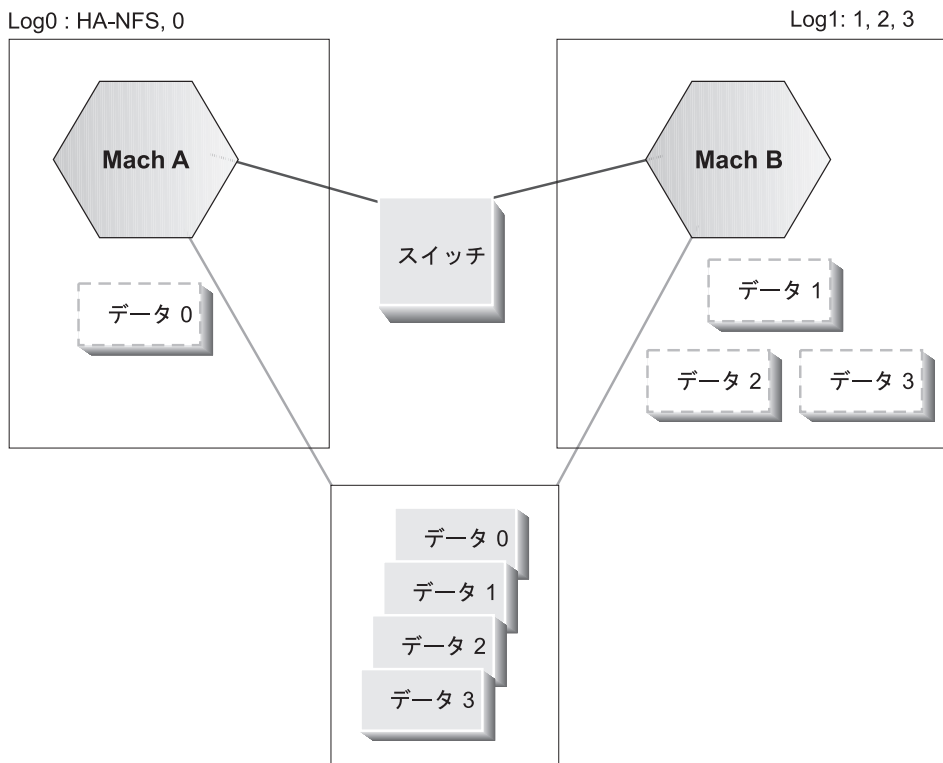 Log0 : HA-NFS, 0
Log1: 1, 2, 3
Mach A
Mach B
スイッチ
データ 0
データ 1
データ 2
データ 3
データ 0
データ 1
データ 2
データ 3